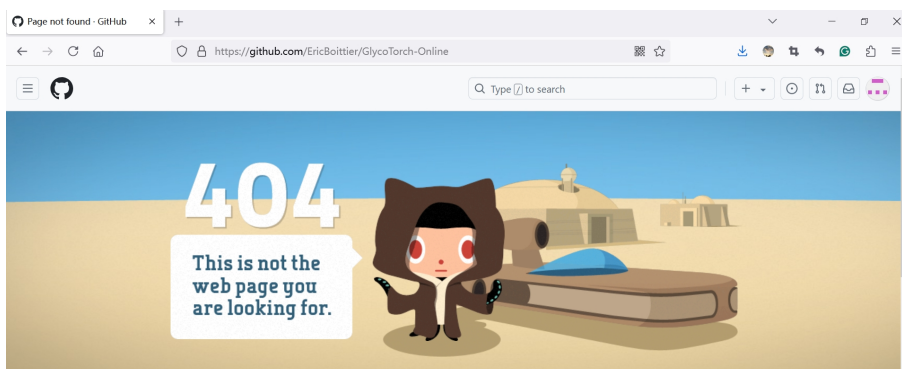 Page not found · GitHub
https://github.com/EricBoittier/GlycoTorch-Online
Type / to search
404
This is not the
web page you
are looking for.